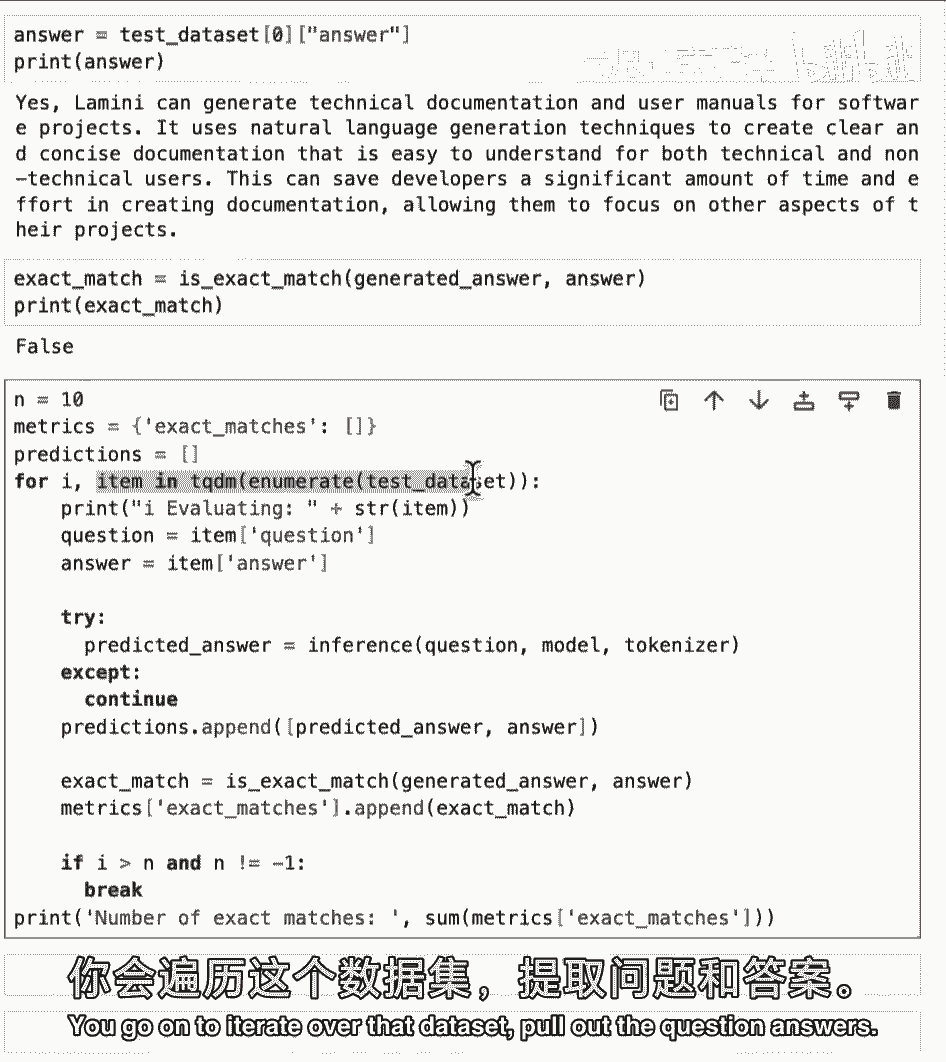 answer = test_dataset[0]["answer"]
print(answer)
Yes, Lamini can generate technical documentation and user manuals for softwar
e projects. It uses natural language generation techniques to create clear an
d concise documentation that is easy to understand for both technical and non
-technical users. This can save developers a significant amount of time and e
ffort in creating documentation, allowing them to focus on other aspects of t
heir projects.
exact_match = is_exact_match(generated_answer, answer)
print(exact_match)
False
n = 10
metrics = {'exact_matches': []}
predictions = []
for i, item in tqdm(enumerate(test_dataset)):
    print("i Evaluating: " + str(item))
    question = item['question']
    answer = item['answer']
    try:
      predicted_answer = inference(question, model, tokenizer)
    except:
      continue
    predictions.append([predicted_answer, answer])
    exact_match = is_exact_match(generated_answer, answer)
    metrics['exact_matches'].append(exact_match)
    if i > n and n != -1:
      break
print('Number of exact matches: ', sum(metrics['exact_matches']))
你会遍历这个数据集，提取问题和答案。
You go on to iterate over that dataset, pull out the question answers.